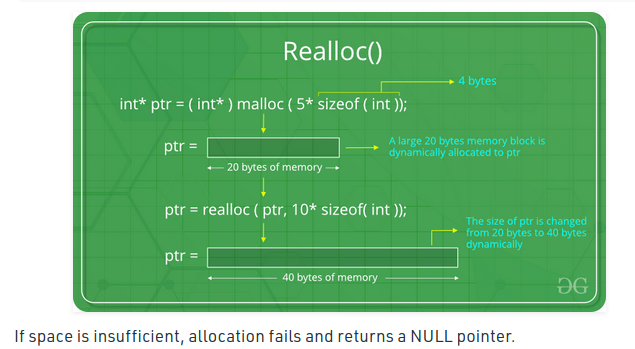 Realloc()
4 bytes
int* ptr = ( int* ) malloc ( 5* sizeof ( int ));
ptr =
A large 20 bytes memory block is
dynamically allocated to ptr
20 bytes of memory
ptr = realloc ( ptr, 10* sizeof( int ));
The size of ptr is changed
from 20 bytes to 40 bytes
dynamically
ptr =
40 bytes of memory
If space is insufficient, allocation fails and returns a NULL pointer.